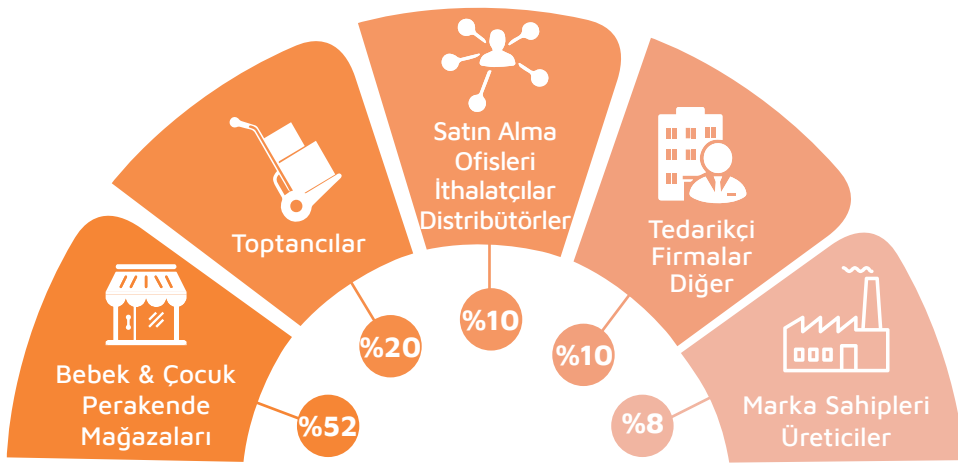 Bebek & Çocuk
Perakende
Mağazaları
%52
Toptancılar
%20
Satın Alma
Ofisleri
İthalatçılar
Distribütörler
%10
Tedarikçi
Firmalar
Diğer
%10
Marka Sahipleri
Üreticiler
%8